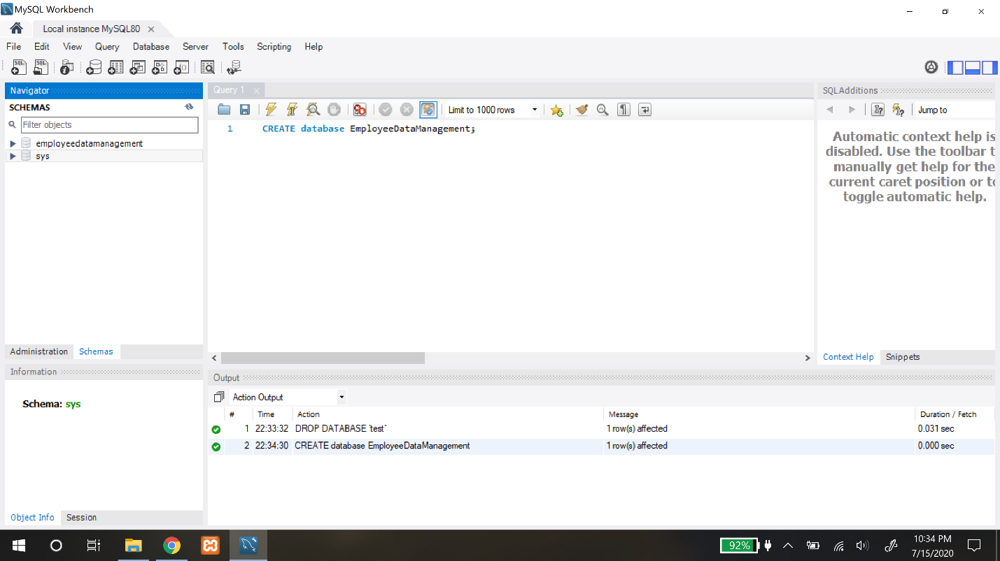 MySQL Workbench
Local instance MySQL80
File Edit View Query Database Server Tools Scripting Help
Navigator
SCHEMAS
Filter objects
employeedatamanagement
sys
Administration Schemas
Information
Schema: sys
Object Info Session
Query 1
Limit to 1000 rows
1 CREATE database EmployeeDataManagement;
SQLAdditions
Jump to
Automatic context help is
disabled. Use the toolbar t
manually get help for the
current caret position or to
toggle automatic help.
Context Help Snippets
Output
Action Output
# Time Action Message Duration / Fetch
1 22:33:32 DROP DATABASE `test` 1 row(s) affected 0.031 sec
2 22:34:30 CREATE database EmployeeDataManagement 1 row(s) affected 0.000 sec
92%
10:34 PM
7/15/2020